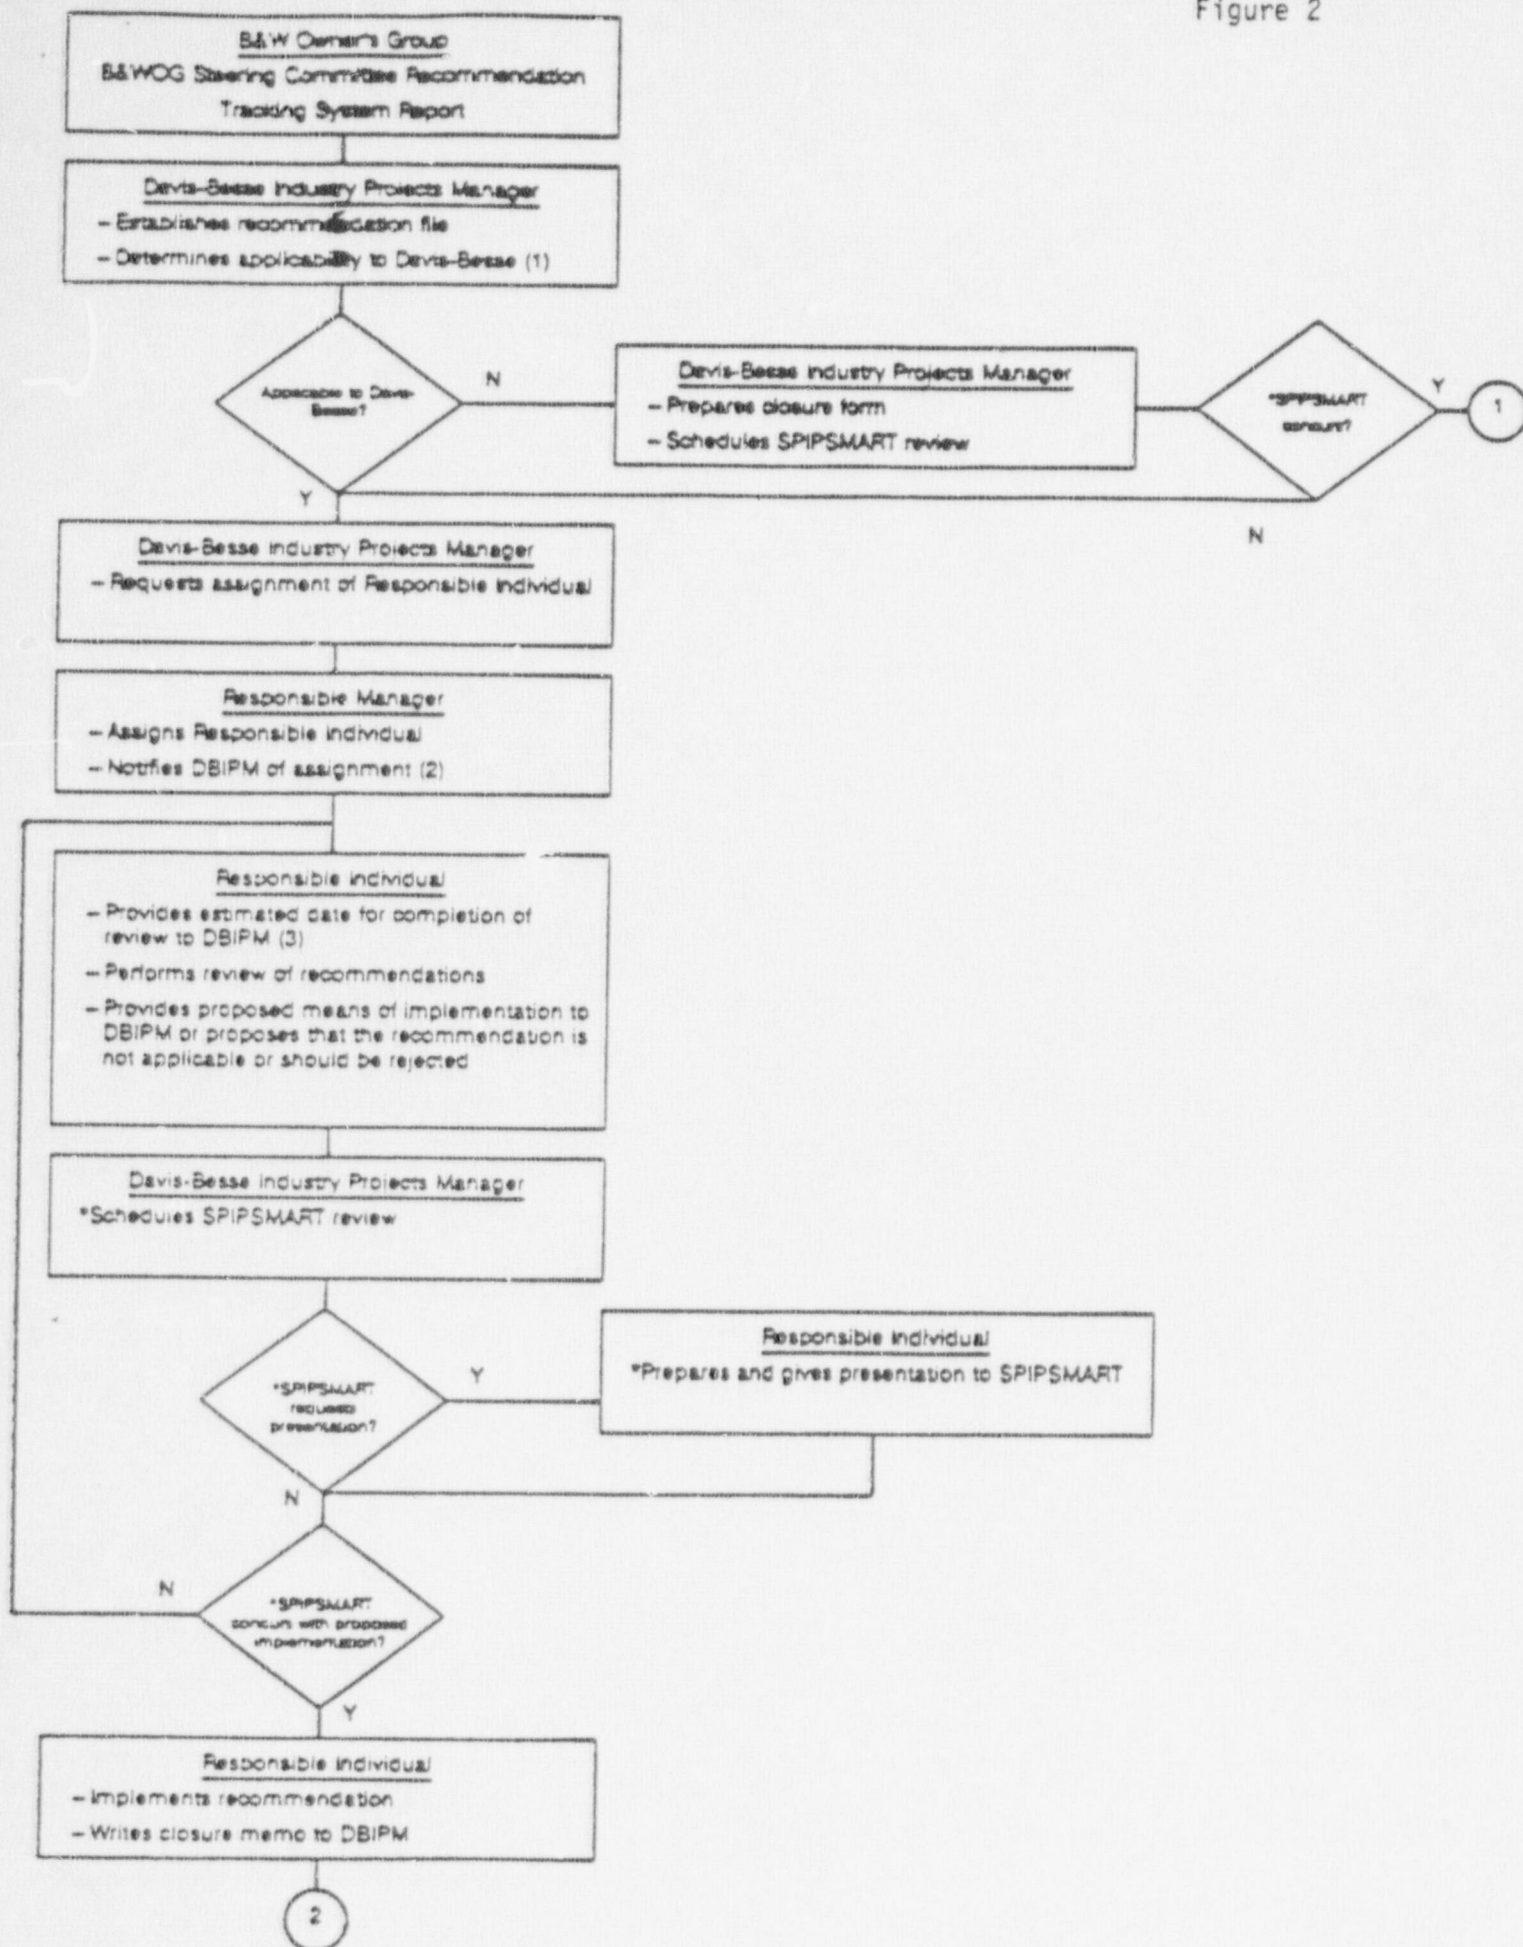 Figure 2
B&W Owner's Group
B&WOG Steering Committee Recommendation
Tracking System Report
Davis-Besse Industry Projects Manager
– Establishes recommendation file
– Determines applicability to Davis-Besse (1)
Applicable to Davis-
Besse?
N
Y
Davis-Besse Industry Projects Manager
– Prepares closure form
– Schedules SPIPSMART review
*SPIPSMART
concurs?
Y
1
N
Davis-Besse Industry Projects Manager
– Requests assignment of Responsible Individual
Responsible Manager
– Assigns Responsible Individual
– Notifies DBIPM of assignment (2)
Responsible Individual
– Provides estimated date for completion of
review to DBIPM (3)
– Performs review of recommendations
– Provides proposed means of implementation to
DBIPM or proposes that the recommendation is
not applicable or should be rejected
Davis-Besse Industry Projects Manager
*Schedules SPIPSMART review
*SPIPSMART
requests
presentation?
Y
Responsible Individual
*Prepares and gives presentation to SPIPSMART
N
*SPIPSMART
concurs with proposed
implementation?
N
Y
Responsible Individual
– Implements recommendation
– Writes closure memo to DBIPM
2